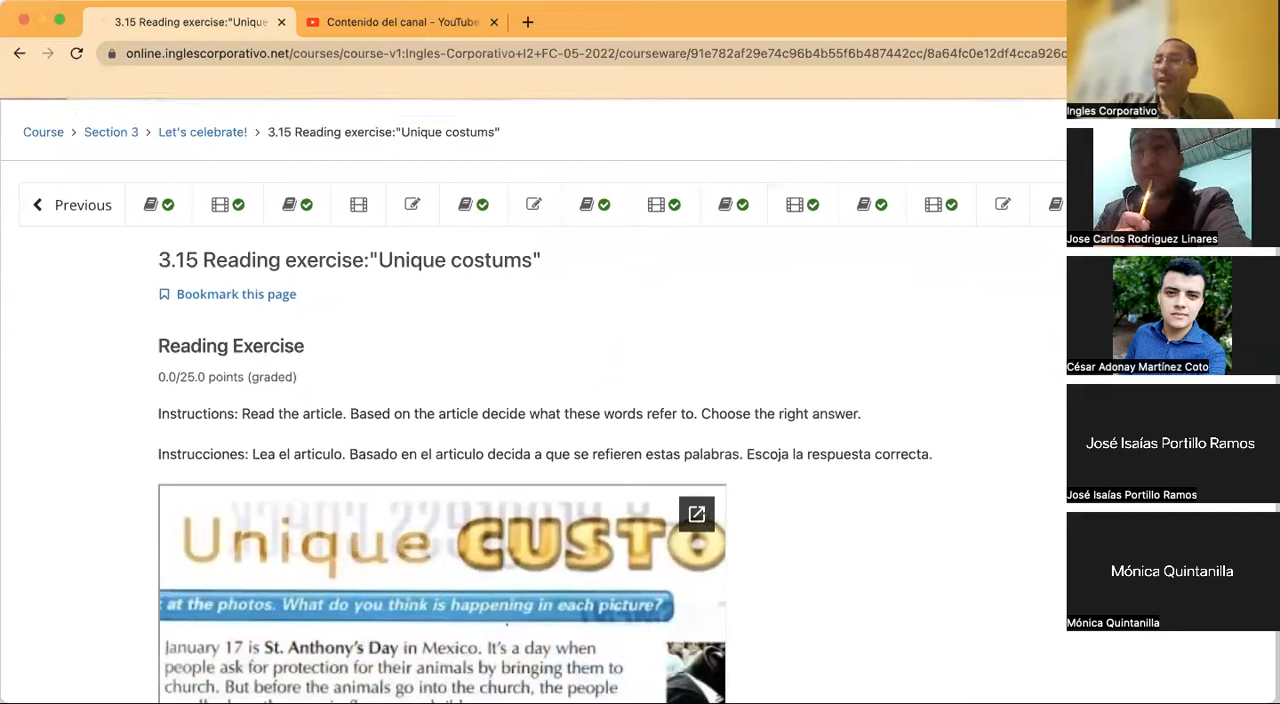 3.15 Reading exercise:"Unique
Contenido del canal - YouTube
online.inglescorporativo.net/courses/course-v1:Ingles-Corporativo+I2+FC-05-2022/courseware/91e782af29e74c96b4b55f6b487442cc/8a64fc0e12df4cca926c
Course > Section 3 > Let's celebrate! > 3.15 Reading exercise:"Unique costums"
Previous
3.15 Reading exercise:"Unique costums"
Bookmark this page
Reading Exercise
0.0/25.0 points (graded)
Instructions: Read the article. Based on the article decide what these words refer to. Choose the right answer.
Instrucciones: Lea el articulo. Basado en el articulo decida a que se refieren estas palabras. Escoja la respuesta correcta.
Unique CUSTO
at the photos. What do you think is happening in each picture?
January 17 is St. Anthony's Day in Mexico. It's a day when
people ask for protection for their animals by bringing them to
church. But before the animals go into the church, the people
Ingles Corporativo
Jose Carlos Rodriguez Linares
César Adonay Martínez Coto
José Isaías Portillo Ramos
José Isaías Portillo Ramos
Mónica Quintanilla
Mónica Quintanilla